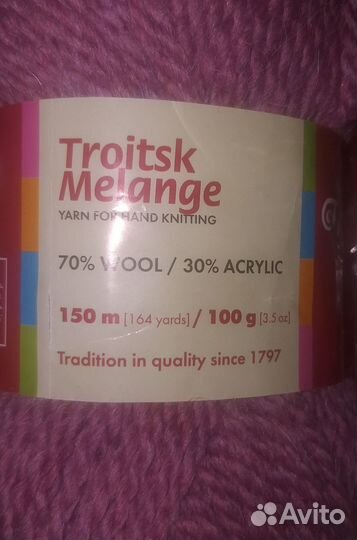 Troitsk
Melange
YARN FOR HAND KNITTING
70% WOOL / 30% ACRYLIC
150 m [164 yards] / 100 g [3.5 oz]
Tradition in quality since 1797
Avito